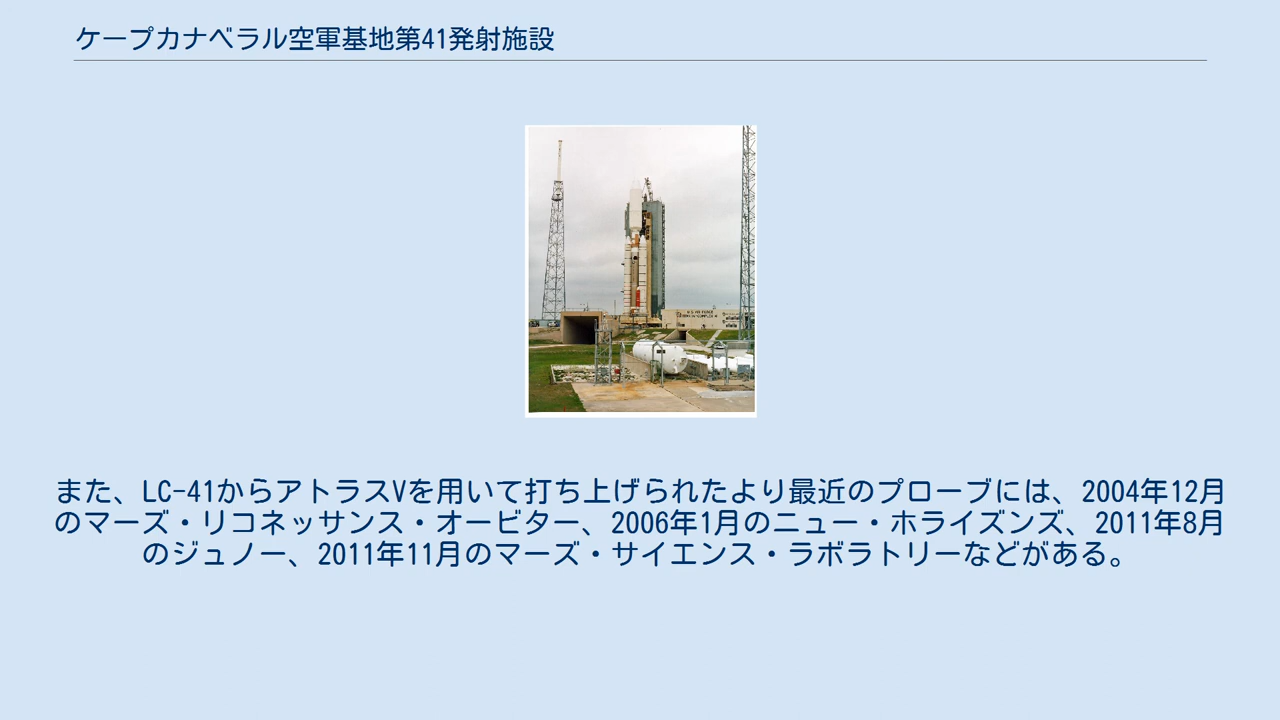 ケープカナベラル空軍基地第41発射施設
また、LC-41からアトラスVを用いて打ち上げられたより最近のプローブには、2004年12月
のマーズ・リコネッサンス・オービター、2006年1月のニュー・ホライズンズ、2011年8月
のジュノー、2011年11月のマーズ・サイエンス・ラボラトリーなどがある。